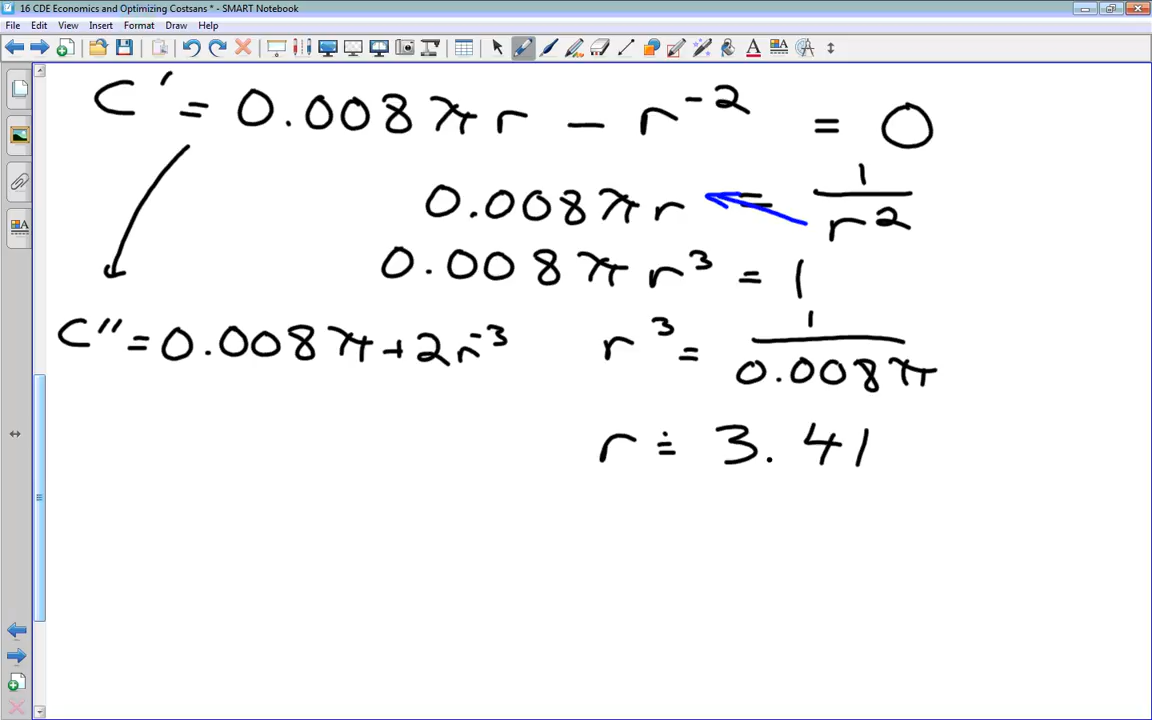 16 CDE Economics and Optimizing Costsans * - SMART Notebook
File Edit View Insert Format Tools Draw Help
C' = 0.008πr - r⁻² = 0
0.008πr = 1/r²
0.008πr³ = 1
C'' = 0.008π + 2r⁻³
r³ = 1/0.008π
r ≐ 3.41